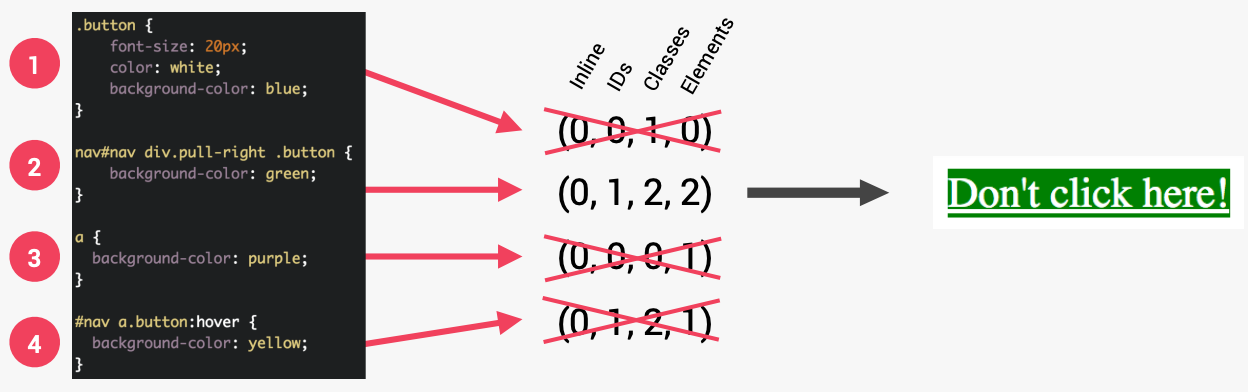 1
.button {
font-size: 20px;
color: white;
background-color: blue;
}
2
nav#nav div.pull-right .button {
background-color: green;
}
3
a {
background-color: purple;
}
4
#nav a.button:hover {
background-color: yellow;
}
Inline
IDs
Classes
Elements
(0, 0, 1, 0)
(0, 1, 2, 2)
(0, 0, 0, 1)
(0, 1, 2, 1)
Don't click here!